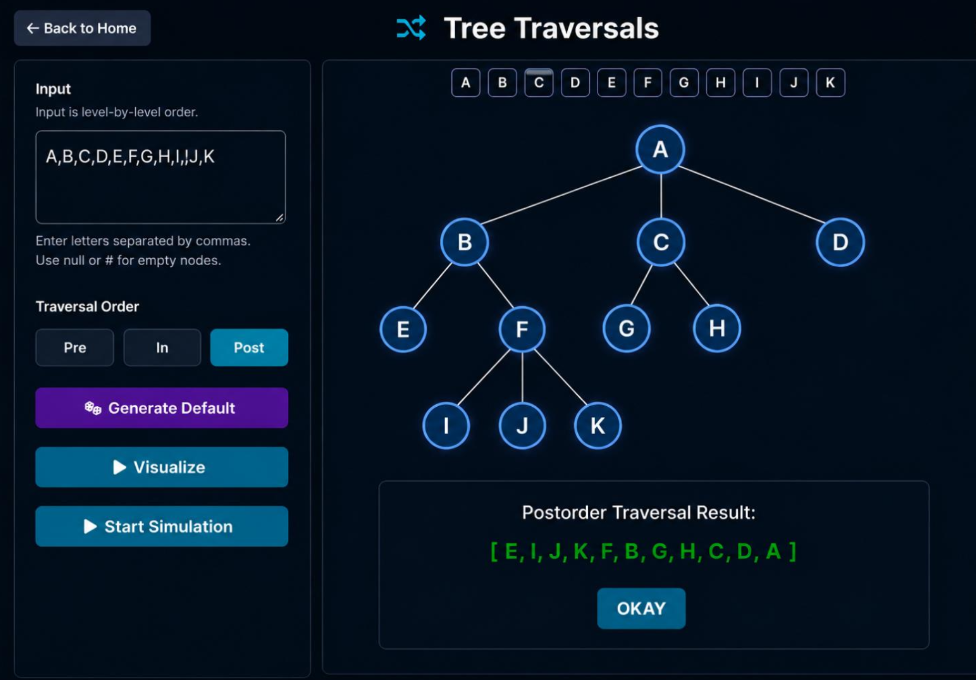 ← Back to Home
Tree Traversals
Input
Input is level-by-level order.
A,B,C,D,E,F,G,H,I,¦J,K
Enter letters separated by commas.
Use null or # for empty nodes.
Traversal Order
Pre In Post
Generate Default
Visualize
Start Simulation
A B C D E F G H I J K
A
B C D
E F G H
I J K
Postorder Traversal Result:
[ E, I, J, K, F, B, G, H, C, D, A ]
OKAY